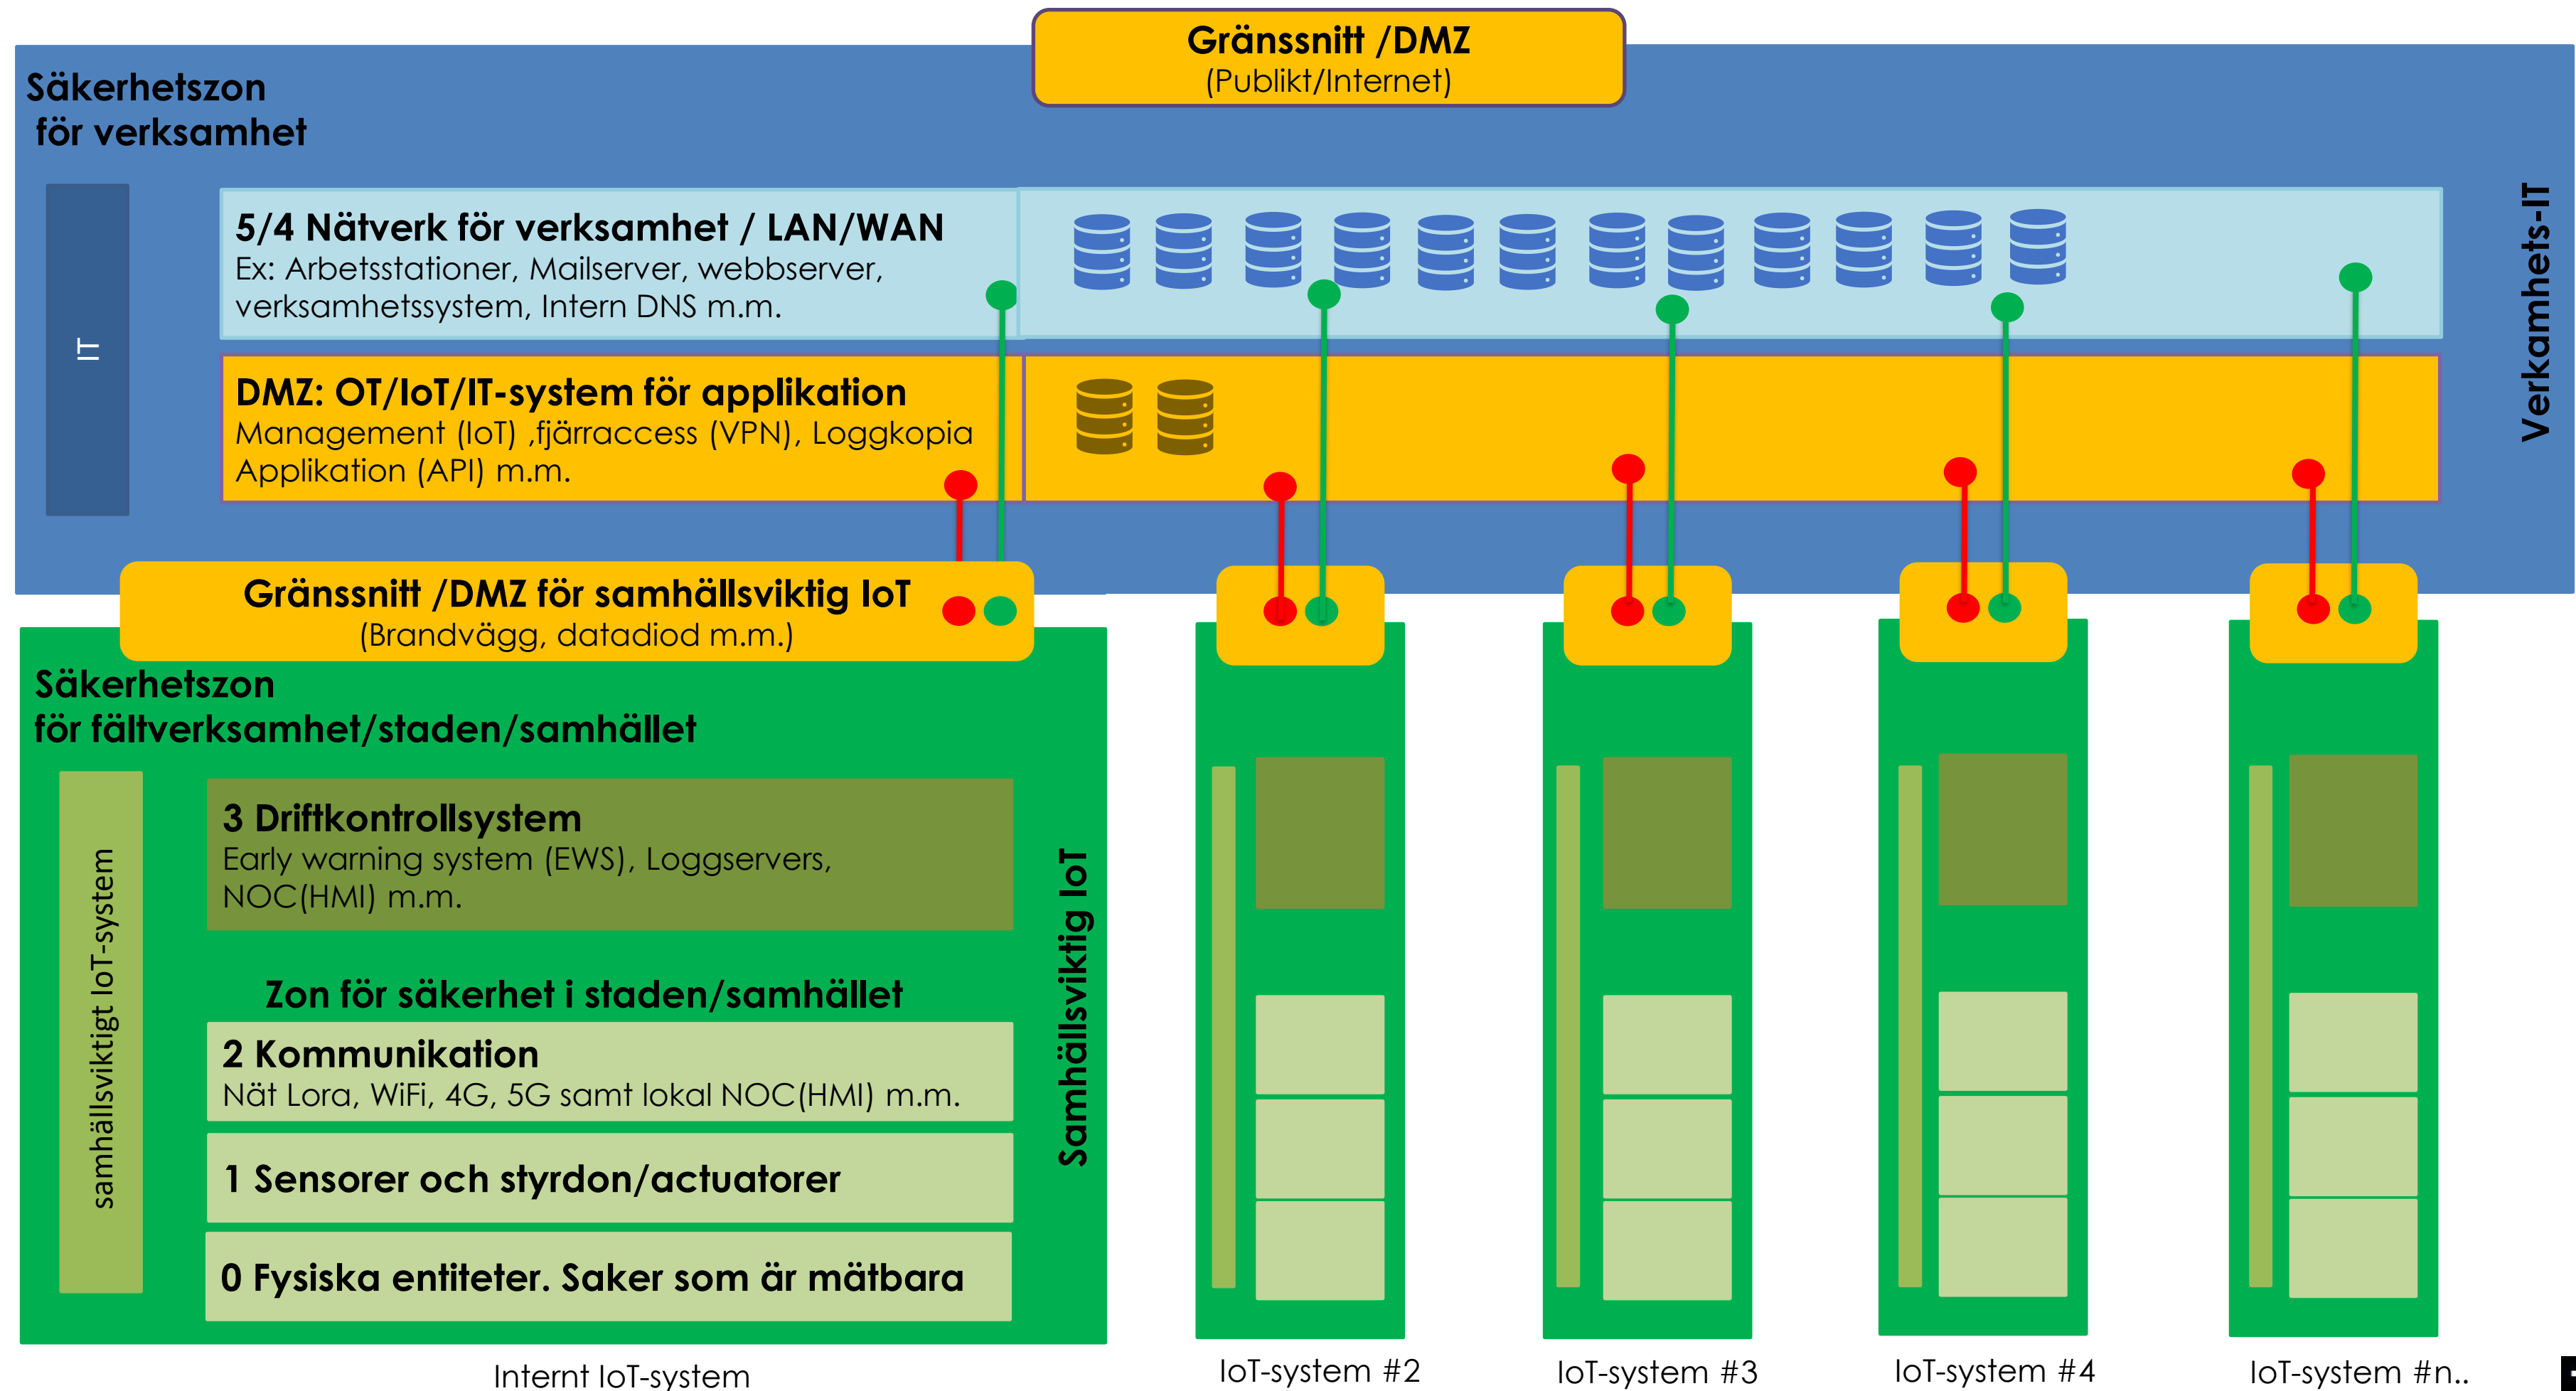 Gränssnitt /DMZ
(Publikt/Internet)
Säkerhetszon
för verksamhet
IT
5/4 Nätverk för verksamhet / LAN/WAN
Ex: Arbetsstationer, Mailserver, webbserver,
verksamhetssystem, Intern DNS m.m.
Verkamhets-IT
DMZ: OT/IoT/IT-system för applikation
Management (IoT) ,fjärraccess (VPN), Loggkopia
Applikation (API) m.m.
Gränssnitt /DMZ för samhällsviktig IoT
(Brandvägg, datadiod m.m.)
Säkerhetszon
för fältverksamhet/staden/samhället
samhällsviktigt IoT-system
3 Driftkontrollsystem
Early warning system (EWS), Loggservers,
NOC(HMI) m.m.
Samhällsviktig IoT
Zon för säkerhet i staden/samhället
2 Kommunikation
Nät Lora, WiFi, 4G, 5G samt lokal NOC(HMI) m.m.
1 Sensorer och styrdon/actuatorer
0 Fysiska entiteter. Saker som är mätbara
Internt IoT-system
IoT-system #2
IoT-system #3
IoT-system #4
IoT-system #n..